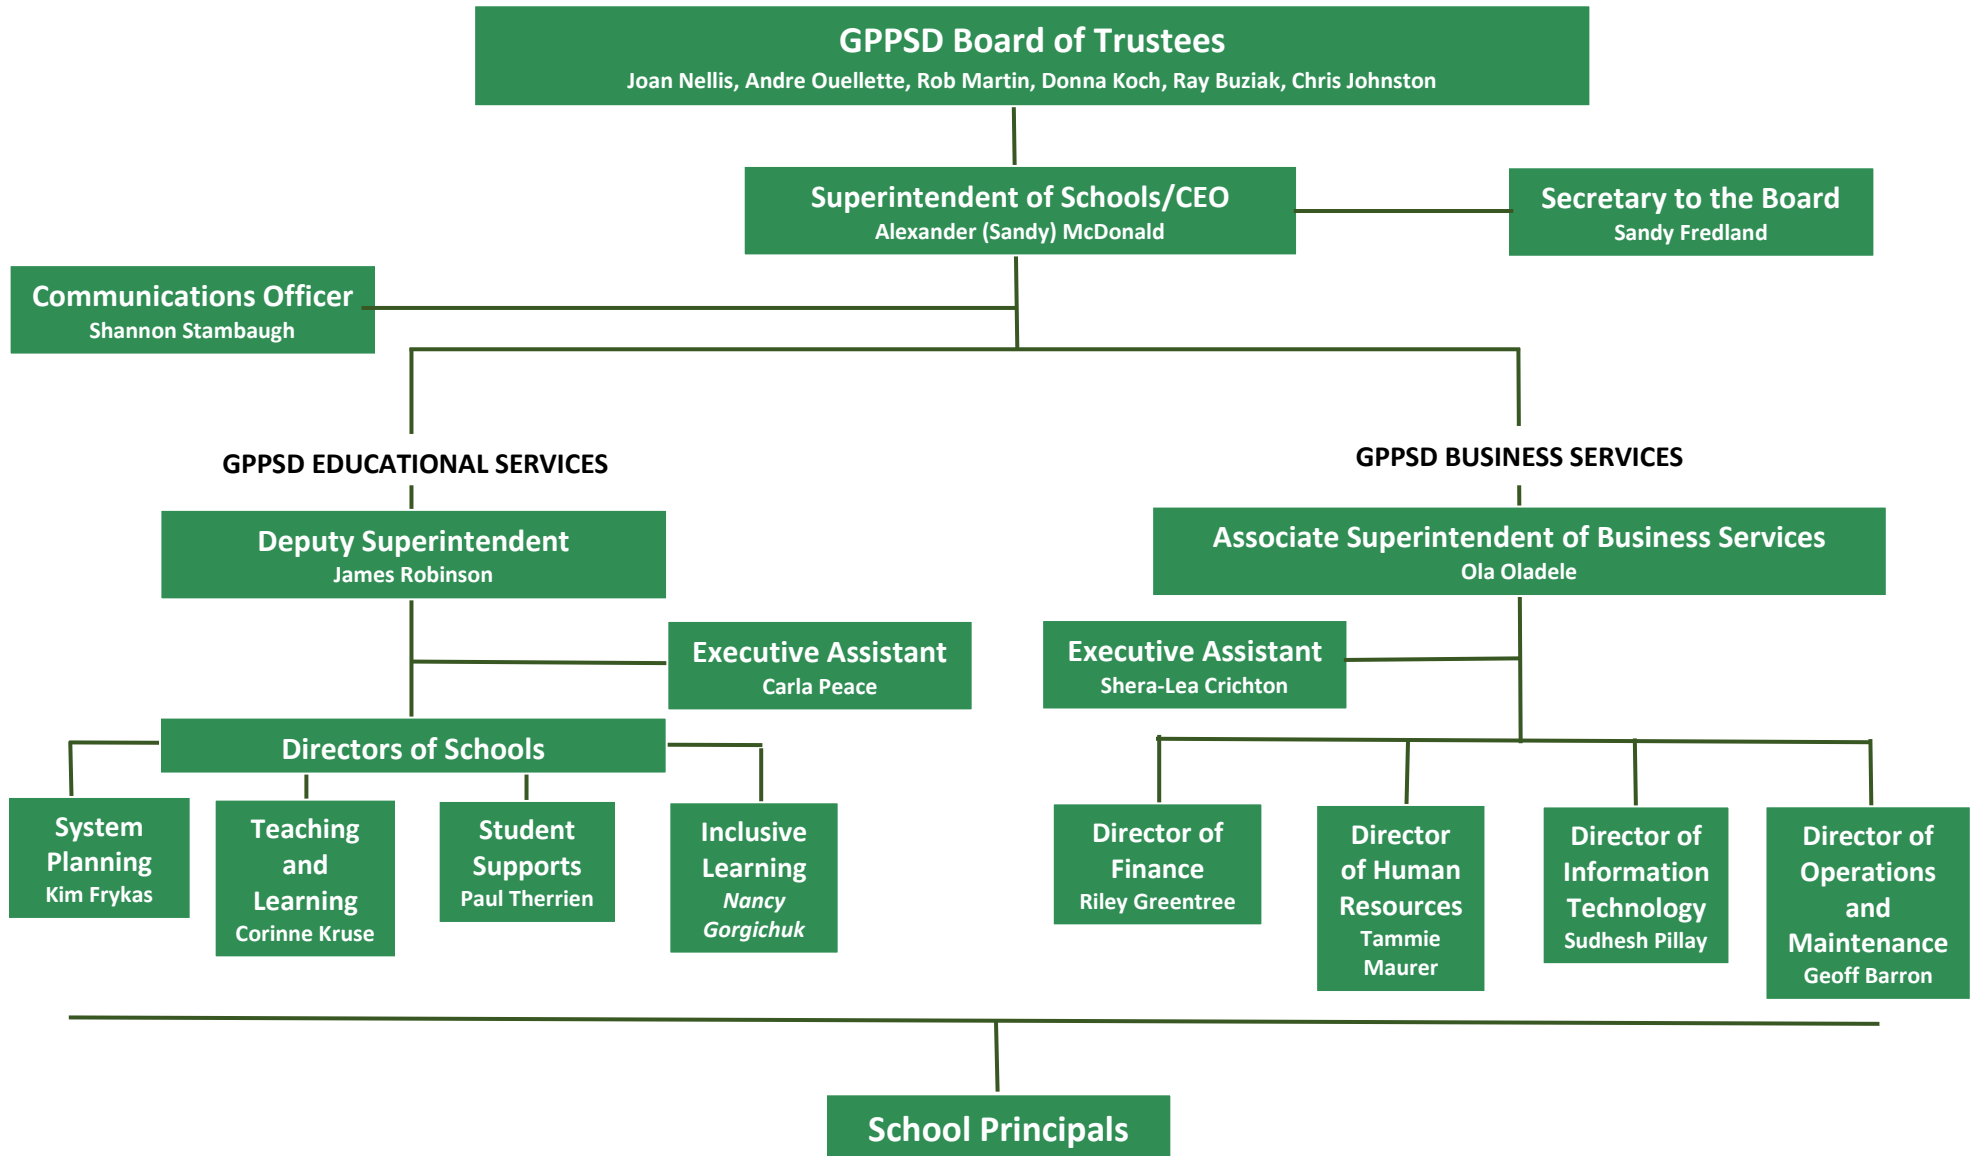 GPPSD Board of Trustees
Joan Nellis, Andre Ouellette, Rob Martin, Donna Koch, Ray Buziak, Chris Johnston
Superintendent of Schools/CEO
Alexander (Sandy) McDonald
Secretary to the Board
Sandy Fredland
Communications Officer
Shannon Stambaugh
GPPSD EDUCATIONAL SERVICES
GPPSD BUSINESS SERVICES
Deputy Superintendent
James Robinson
Associate Superintendent of Business Services
Ola Oladele
Executive Assistant
Carla Peace
Executive Assistant
Shera-Lea Crichton
Directors of Schools
System
Planning
Kim Frykas
Teaching
and
Learning
Corinne Kruse
Student
Supports
Paul Therrien
Inclusive
Learning
Nancy
Gorgichuk
Director of
Finance
Riley Greentree
Director
of Human
Resources
Tammie
Maurer
Director of
Information
Technology
Sudhesh Pillay
Director of
Operations
and
Maintenance
Geoff Barron
School Principals